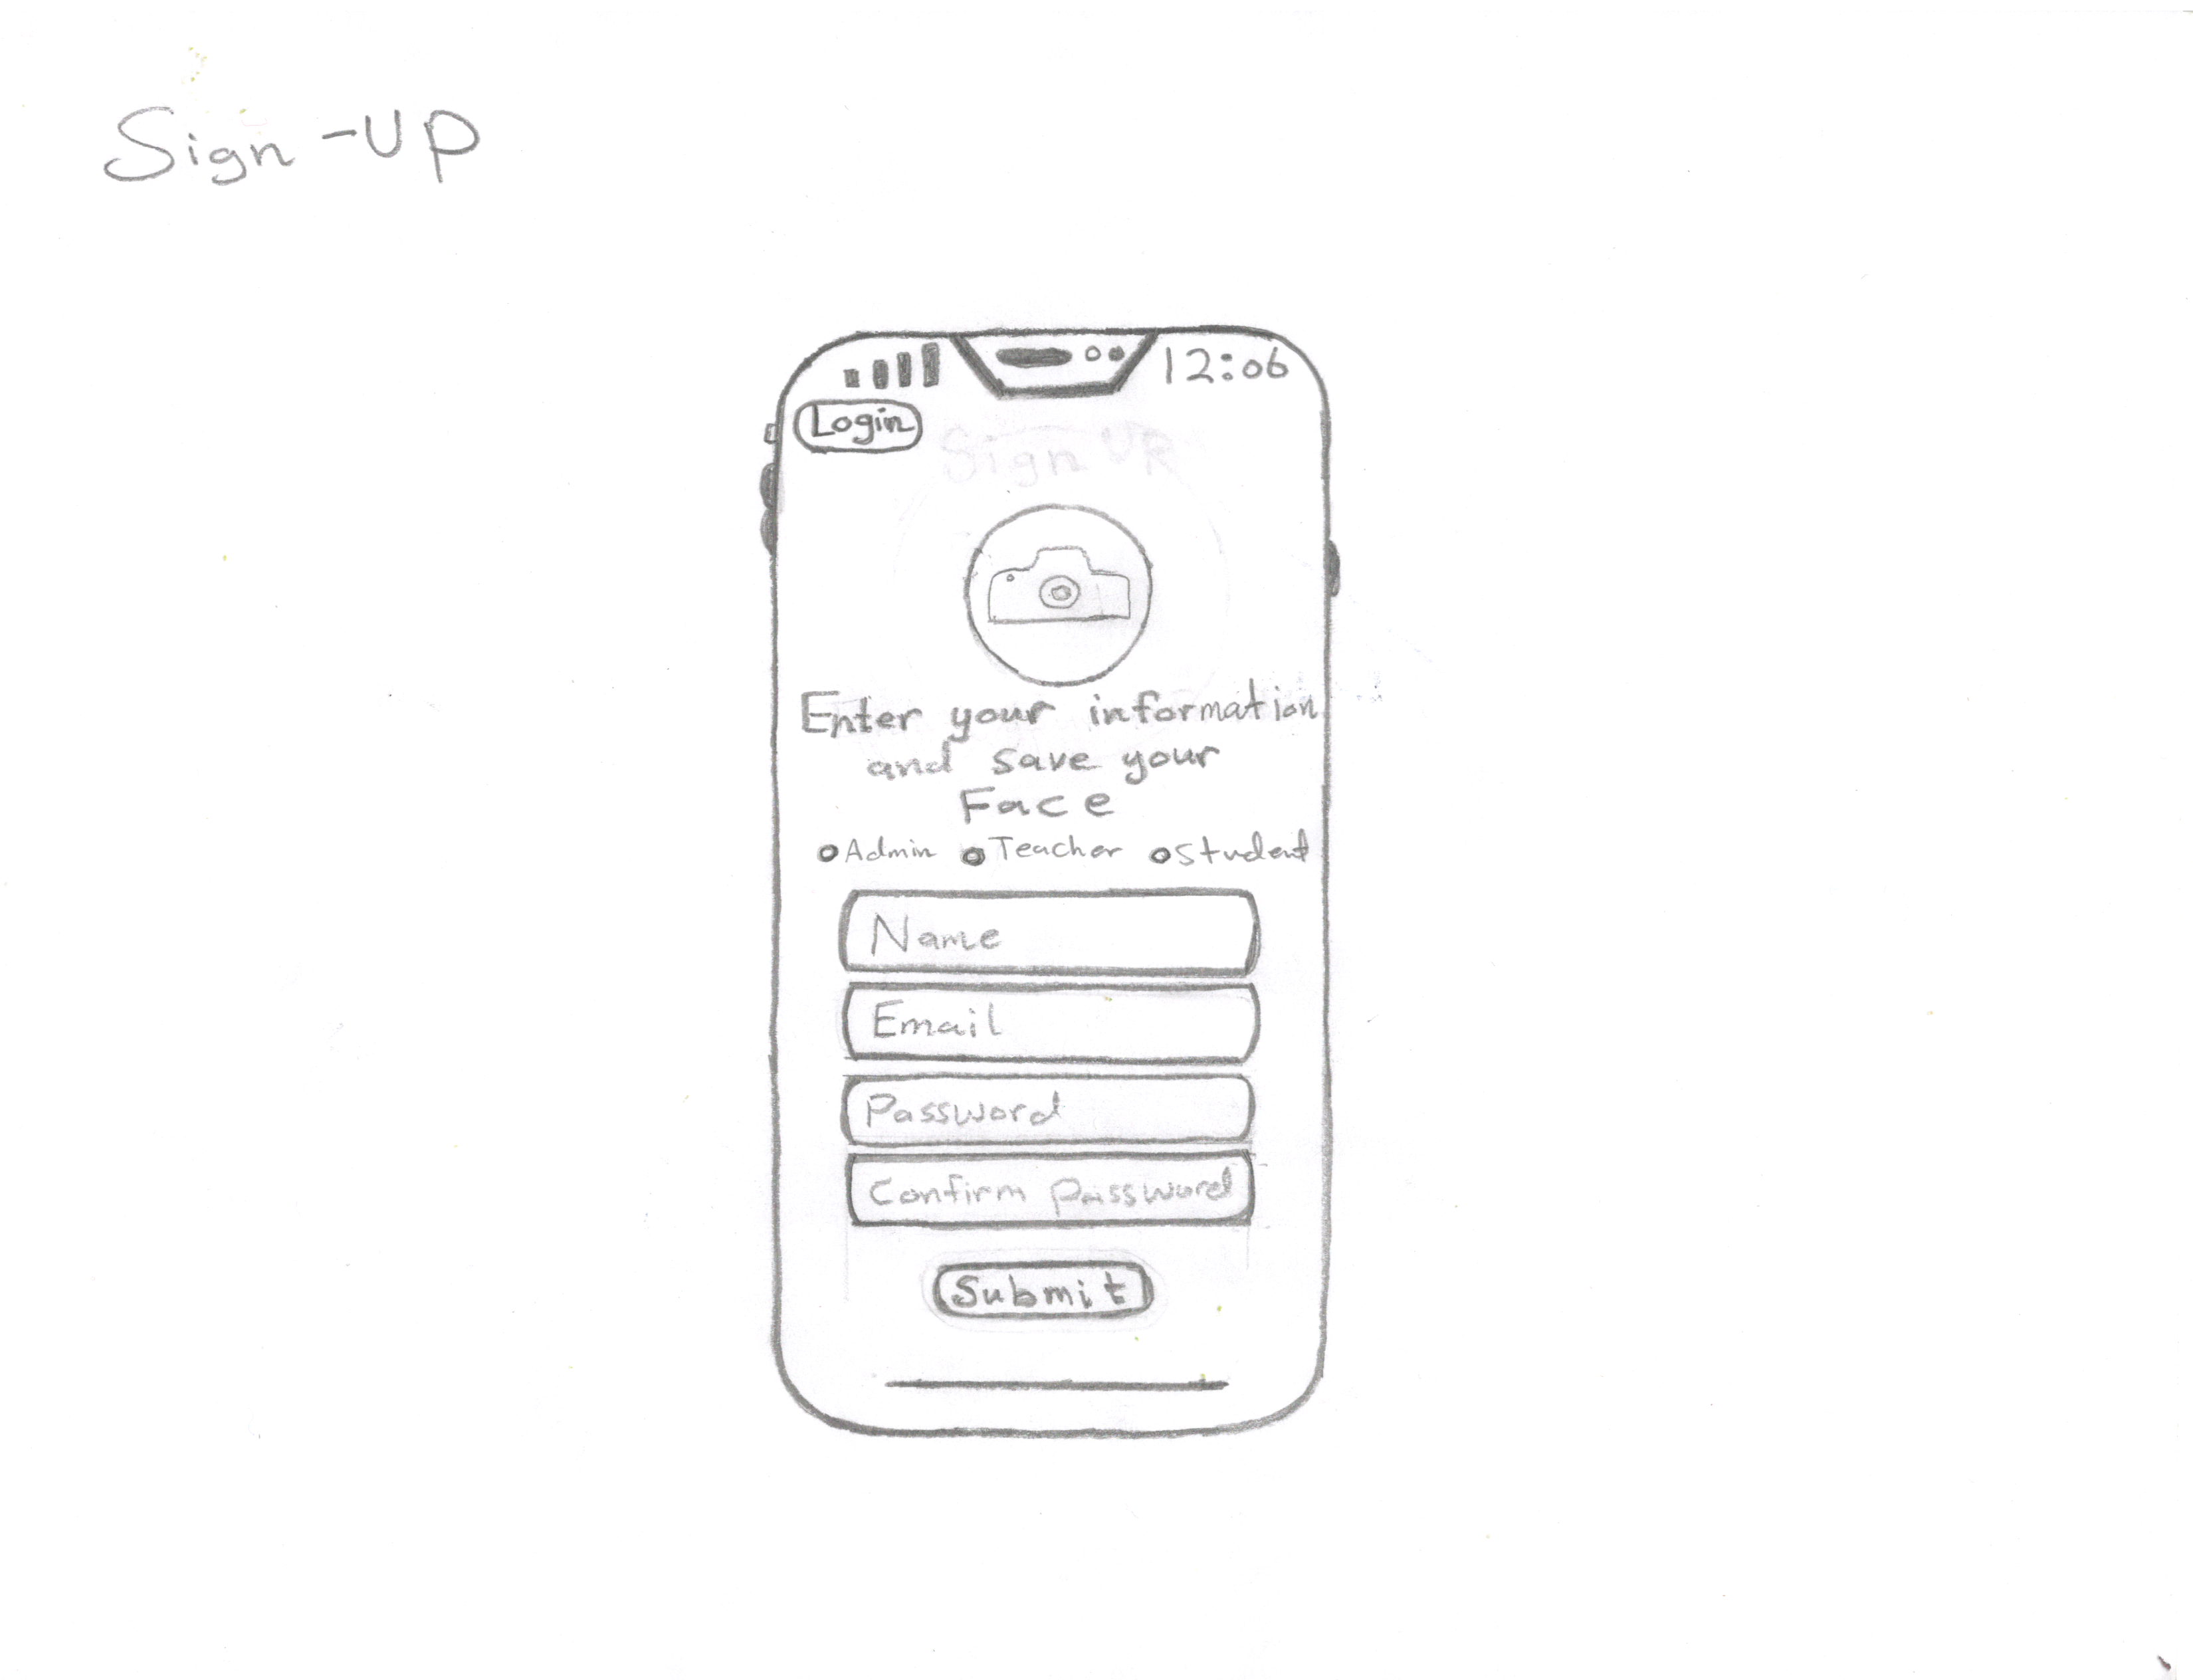 Sign-up
12:06
Login
Sign UP
Enter your information
and save your
Face
Admin Teacher Student
Name
Email
Password
Confirm Password
Submit